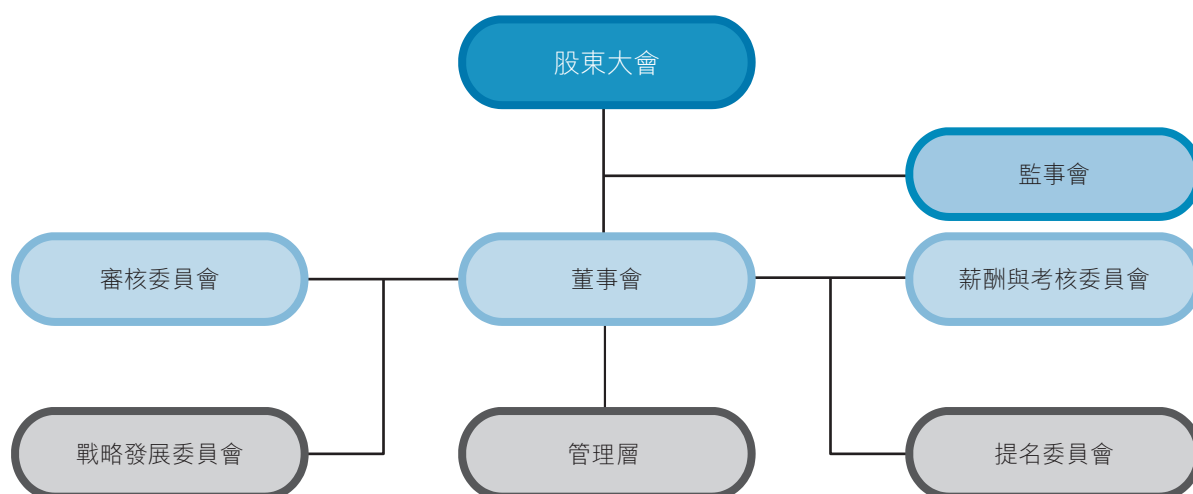 股東大會
監事會
審核委員會
董事會
薪酬與考核委員會
戰略發展委員會
管理層
提名委員會